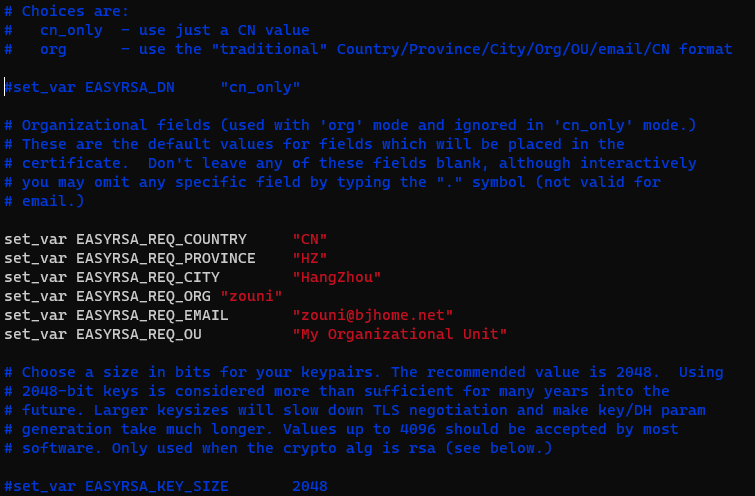 # Choices are:
#   cn_only  - use just a CN value
#   org      - use the "traditional" Country/Province/City/Org/OU/email/CN format
#set_var EASYRSA_DN     "cn_only"
# Organizational fields (used with 'org' mode and ignored in 'cn_only' mode.)
# These are the default values for fields which will be placed in the
# certificate.  Don't leave any of these fields blank, although interactively
# you may omit any specific field by typing the "." symbol (not valid for
# email.)
set_var EASYRSA_REQ_COUNTRY     "CN"
set_var EASYRSA_REQ_PROVINCE    "HZ"
set_var EASYRSA_REQ_CITY        "HangZhou"
set_var EASYRSA_REQ_ORG "zouni"
set_var EASYRSA_REQ_EMAIL       "zouni@bjhome.net"
set_var EASYRSA_REQ_OU          "My Organizational Unit"
# Choose a size in bits for your keypairs. The recommended value is 2048.  Using
# 2048-bit keys is considered more than sufficient for many years into the
# future. Larger keysizes will slow down TLS negotiation and make key/DH param
# generation take much longer. Values up to 4096 should be accepted by most
# software. Only used when the crypto alg is rsa (see below.)
#set_var EASYRSA_KEY_SIZE       2048